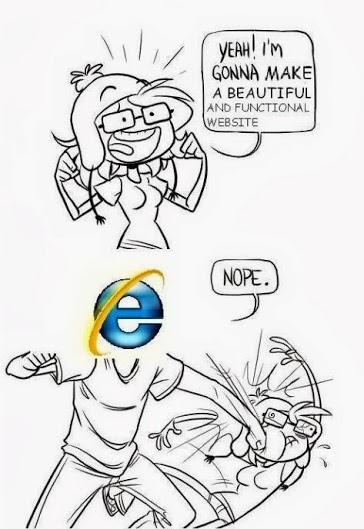 YEAH! I'M
GONNA MAKE
A BEAUTIFUL
AND FUNCTIONAL
WEBSITE
NOPE.
e